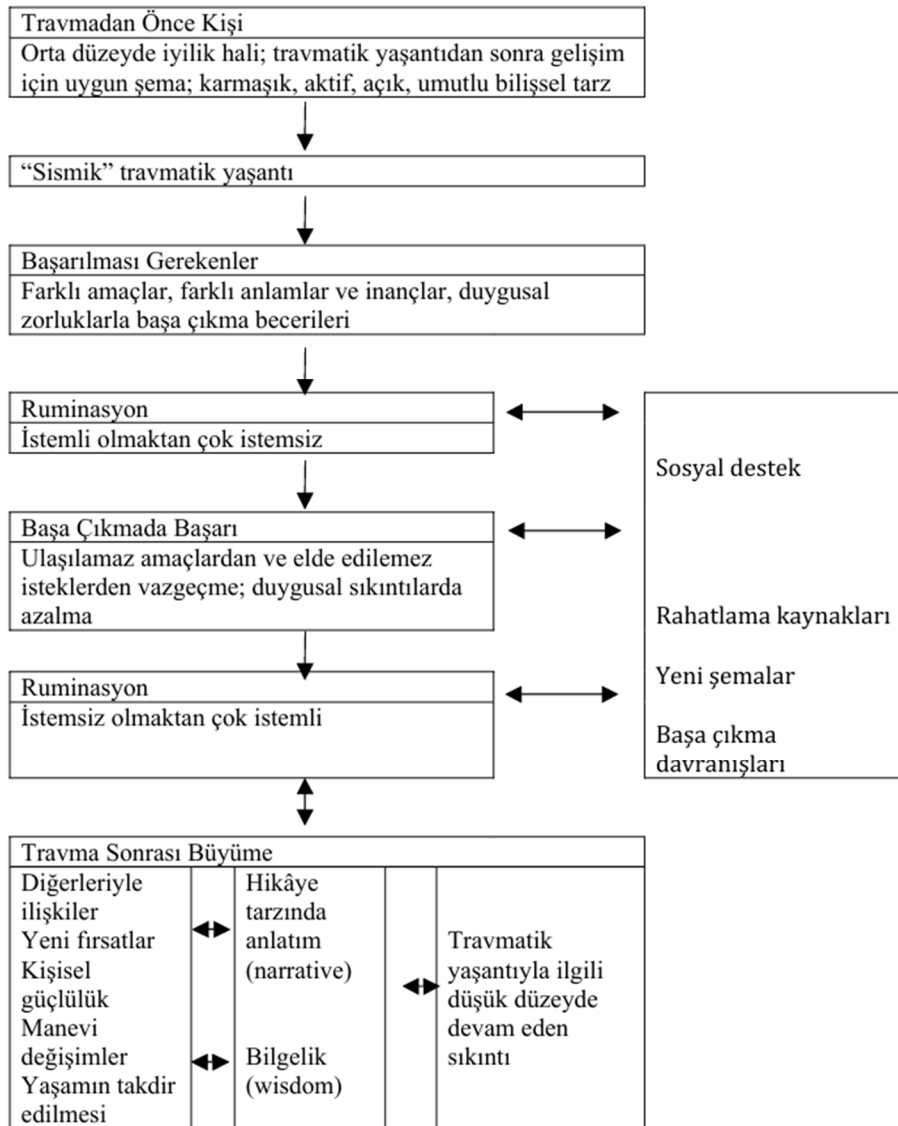 Travmadan Önce Kişi
Orta düzeyde iyilik hali; travmatik yaşantıdan sonra gelişim
için uygun şema; karmaşık, aktif, açık, umutlu bilişsel tarz
“Sismik” travmatik yaşantı
Başarılması Gerekenler
Farklı amaçlar, farklı anlamlar ve inançlar, duygusal
zorluklarla başa çıkma becerileri
Ruminasyon
İstemli olmaktan çok istemsiz
Başa Çıkmada Başarı
Ulaşılamaz amaçlardan ve elde edilemez
isteklerden vazgeçme; duygusal sıkıntılarda
azalma
Ruminasyon
İstemsiz olmaktan çok istemli
Sosyal destek
Rahatlama kaynakları
Yeni şemalar
Başa çıkma
davranışları
Travma Sonrası Büyüme
Diğerleriyle
ilişkiler
Yeni fırsatlar
Kişisel
güçlülük
Manevi
değişimler
Yaşamın takdir
edilmesi
Hikâye
tarzında
anlatım
(narrative)
Bilgelik
(wisdom)
Travmatik
yaşantıyla ilgili
düşük düzeyde
devam eden
sıkıntı